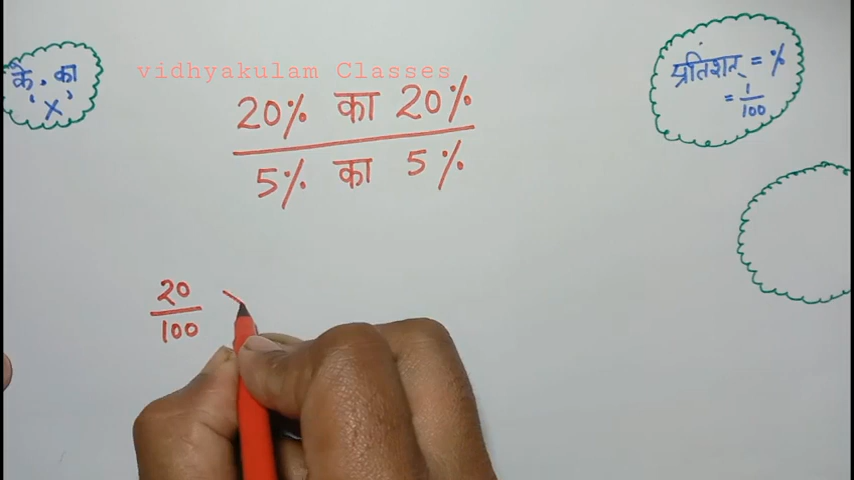 के, का
' X '
vidhyakulam Classes
20% का 20%
5% का 5%
प्रतिशत् = %
= 1/100
20
100